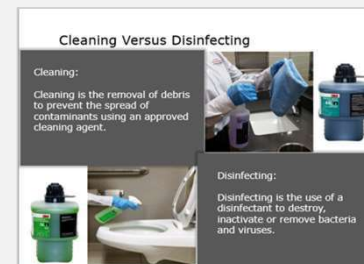 Cleaning Versus Disinfecting
Cleaning:
Cleaning is the removal of debris
to prevent the spread of
contaminants using an approved
cleaning agent.
Disinfecting:
Disinfecting is the use of a
disinfectant to destroy,
inactivate or remove bacteria
and viruses.